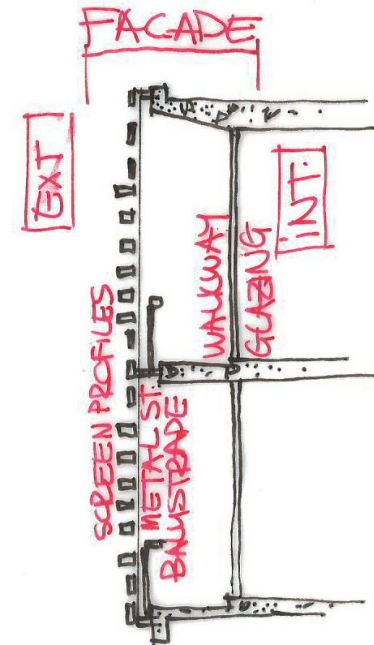 FACADE
EXT
INT.
WALKWAY
GLAZING
SCREEN PROFILES
METAL ST.
BALUSTRADE